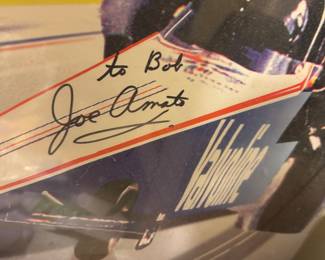 to Bob
Joe Amato
Valvoline